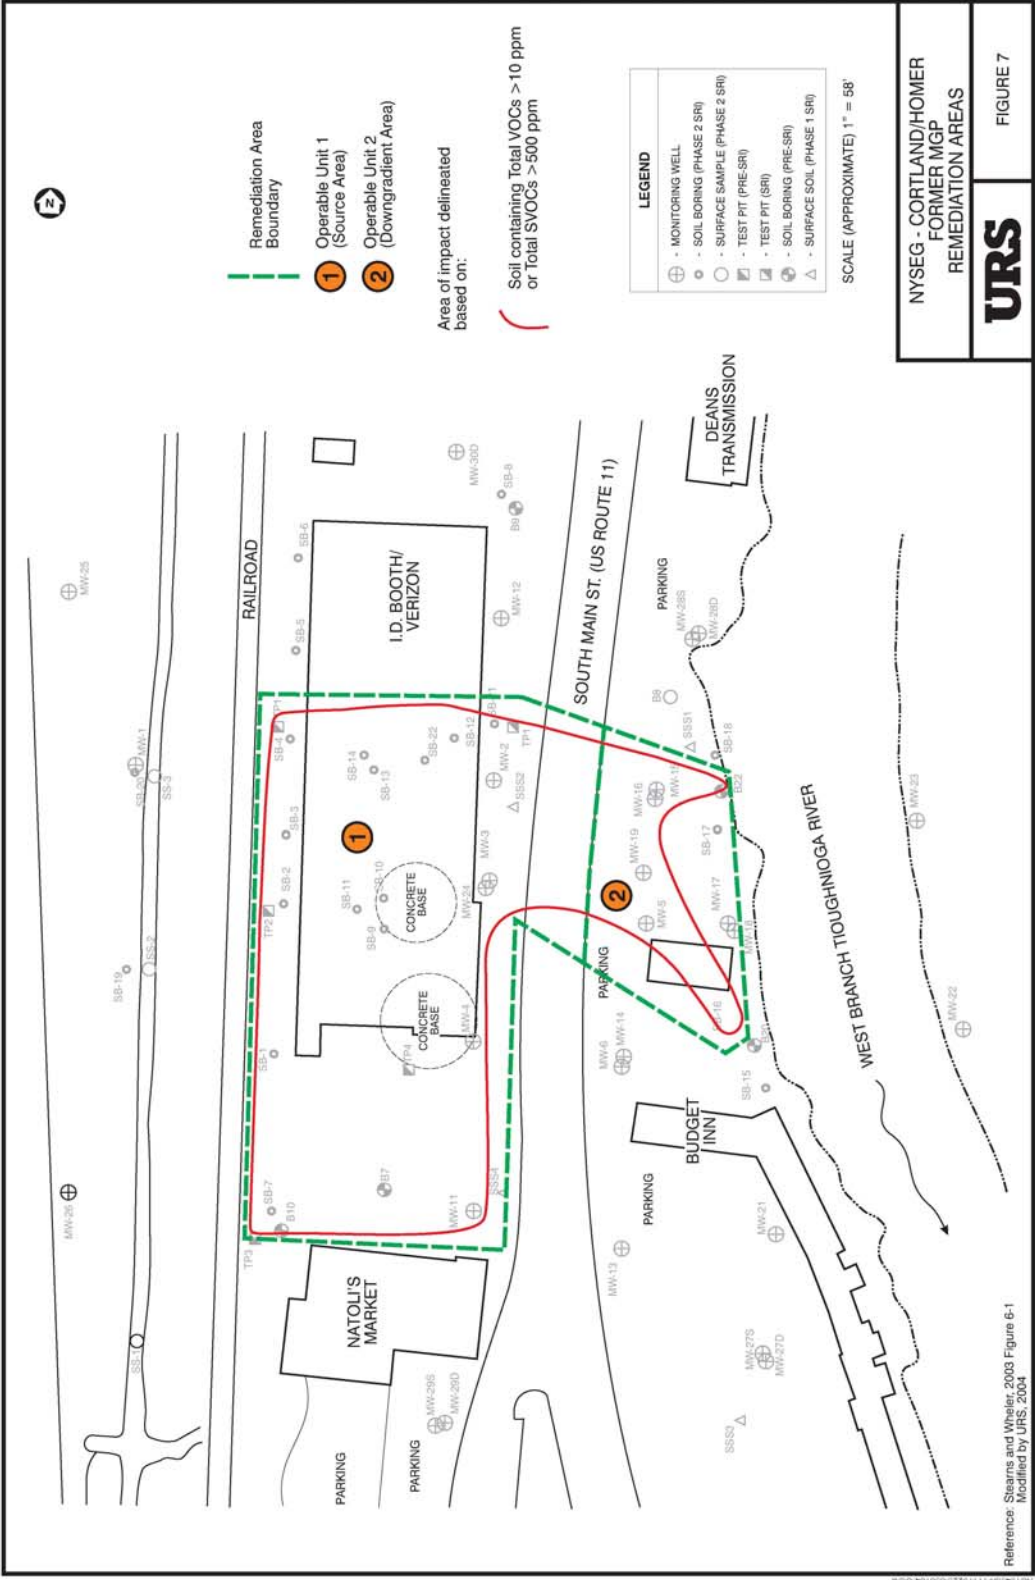 Remediation Area
Boundary
1
Operable Unit 1
(Source Area)
2
Operable Unit 2
(Downgradient Area)
Area of impact delineated
based on:
Soil containing Total VOCs >10 ppm
or Total SVOCs >500 ppm
LEGEND
- MONITORING WELL
- SOIL BORING (PHASE 2 SRI)
- SURFACE SAMPLE (PHASE 2 SRI)
- TEST PIT (PRE-SRI)
- TEST PIT (SRI)
- SOIL BORING (PRE-SRI)
- SURFACE SOIL (PHASE 1 SRI)
SCALE (APPROXIMATE) 1" = 58'
NYSEG - CORTLAND/HOMER
FORMER MGP
REMEDIATION AREAS
URS
FIGURE 7
N
MW-26
MW-25
SS-1
SB-19
SS-2
SB-20
MW-1
SS-3
RAILROAD
TP3
SB-7
B10
SB-1
TP2
SB-2
SB-3
SB-4
TP1
SB-5
SB-6
NATOLI'S
MARKET
B7
TP4
CONCRETE
BASE
SB-9
SB-10
SB-11
CONCRETE
BASE
1
SB-13
SB-14
SB-22
SB-12
I.D. BOOTH/
VERIZON
MW-30D
MW-29S
MW-29D
PARKING
PARKING
MW-11
SSS4
MW-4
MW-24
MW-3
SSS2
MW-2
TP1
MW-12
B9
SB-8
SOUTH MAIN ST. (US ROUTE 11)
MW-13
PARKING
MW-6
MW-14
PARKING
2
MW-5
MW-19
MW-16
MW-15
SSS1
B8
MW-28S
MW-28D
PARKING
DEANS
TRANSMISSION
BUDGET
INN
SB-15
B20
MW-18
MW-17
SB-17
B22
SB-18
MW-21
MW-27S
MW-27D
SSS3
WEST BRANCH TIOUGHNIOGA RIVER
MW-22
MW-23
Reference: Stearns and Wheler, 2003 Figure 6-1
Modified by URS, 2004